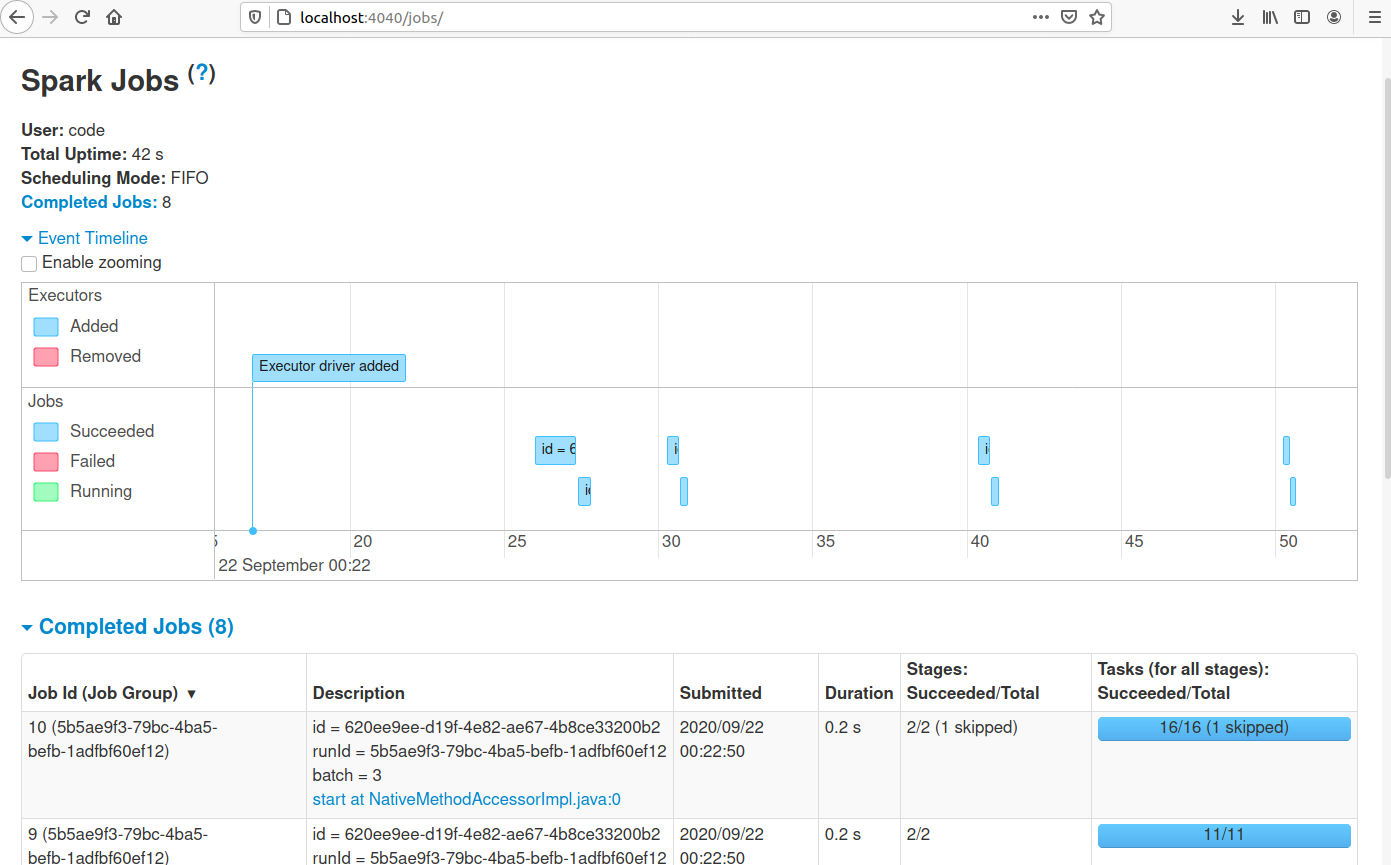 localhost:4040/jobs/
Spark Jobs (?)
User: code
Total Uptime: 42 s
Scheduling Mode: FIFO
Completed Jobs: 8
Event Timeline
Enable zooming
Executors
Added
Removed
Executor driver added
Jobs
Succeeded
Failed
Running
id = 6
20 25 30 35 40 45 50
22 September 00:22
Completed Jobs (8)
Job Id (Job Group) ▼ Description Submitted Duration Stages: Succeeded/Total Tasks (for all stages): Succeeded/Total
10 (5b5ae9f3-79bc-4ba5- id = 620ee9ee-d19f-4e82-ae67-4b8ce33200b2 2020/09/22 0.2 s 2/2 (1 skipped) 16/16 (1 skipped)
befb-1adfbf60ef12) runId = 5b5ae9f3-79bc-4ba5-befb-1adfbf60ef12 00:22:50
batch = 3
start at NativeMethodAccessorImpl.java:0
9 (5b5ae9f3-79bc-4ba5- id = 620ee9ee-d19f-4e82-ae67-4b8ce33200b2 2020/09/22 0.2 s 2/2 11/11
befb-1adfbf60ef12) runId = 5b5ae9f3-79bc-4ba5-befb-1adfbf60ef12 00:22:50